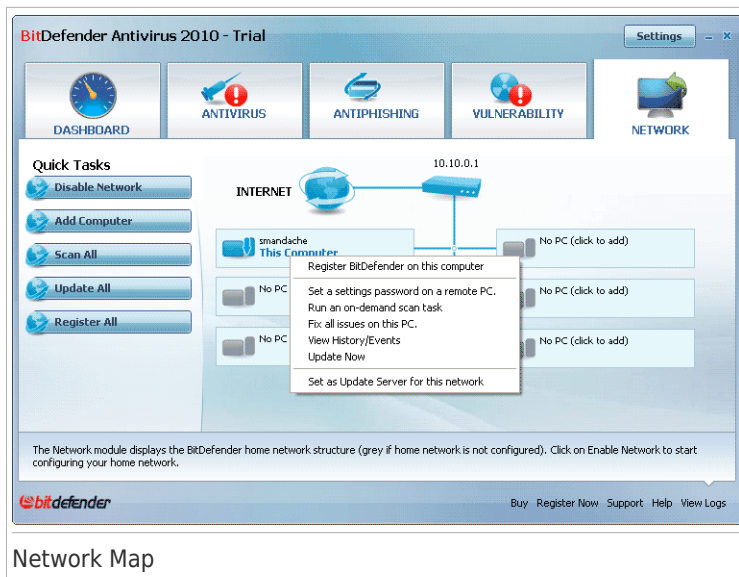 BitDefender Antivirus 2010 - Trial
Settings
DASHBOARD
ANTIVIRUS
ANTIPHISHING
VULNERABILITY
NETWORK
Quick Tasks
Disable Network
Add Computer
Scan All
Update All
Register All
INTERNET
10.10.0.1
smandache
This Computer
No PC (click to add)
Register BitDefender on this computer
Set a settings password on a remote PC.
Run an on-demand scan task
Fix all issues on this PC.
View History/Events
Update Now
Set as Update Server for this network
No PC
No PC (click to add)
No PC
No PC (click to add)
The Network module displays the BitDefender home network structure (grey if home network is not configured). Click on Enable Network to start
configuring your home network.
bitdefender
Buy Register Now Support Help View Logs
Network Map